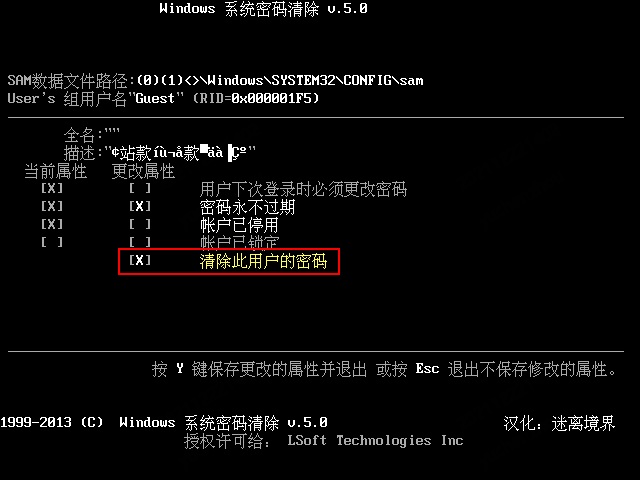 Windows 系统密码清除 v.5.0
SAM数据文件路径:(0)(1)<>\Windows\SYSTEM32\CONFIG\sam
User's 组用户名"Guest" (RID=0x000001F5)
全名:""
描述:"¢站款íù¬å款▀äà▐Çº"
当前属性 更改属性
[X] [ ] 用户下次登录时必须更改密码
[X] [X] 密码永不过期
[X] [ ] 帐户已停用
[ ] [ ] 帐户已锁定
[X] 清除此用户的密码
按 Y 键保存更改的属性并退出 或按 Esc 退出不保存修改的属性。
1999-2013 (C) Windows 系统密码清除 v.5.0 汉化: 迷离境界
授权许可给: LSoft Technologies Inc